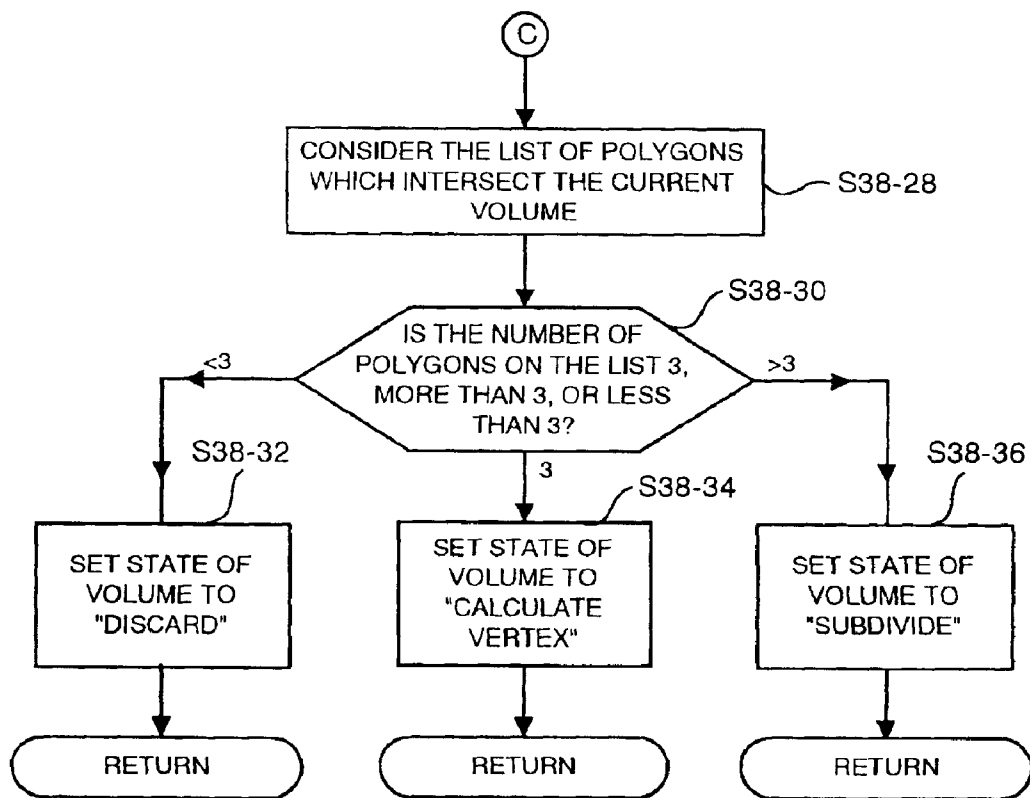 C
CONSIDER THE LIST OF POLYGONS
WHICH INTERSECT THE CURRENT
VOLUME
S38-28
S38-30
IS THE NUMBER OF
POLYGONS ON THE LIST 3,
MORE THAN 3, OR LESS
THAN 3?
<3
>3
3
S38-32
SET STATE OF
VOLUME TO
"DISCARD"
RETURN
S38-34
SET STATE OF
VOLUME TO
"CALCULATE
VERTEX"
RETURN
S38-36
SET STATE OF
VOLUME TO
"SUBDIVIDE"
RETURN